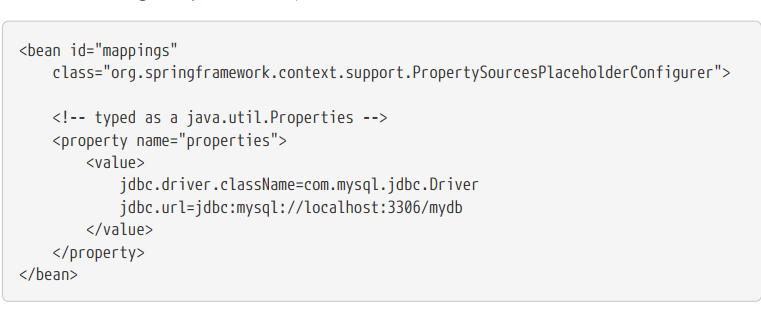 <bean id="mappings"
    class="org.springframework.context.support.PropertySourcesPlaceholderConfigurer">

    <!-- typed as a java.util.Properties -->
    <property name="properties">
        <value>
            jdbc.driver.className=com.mysql.jdbc.Driver
            jdbc.url=jdbc:mysql://localhost:3306/mydb
        </value>
    </property>
</bean>